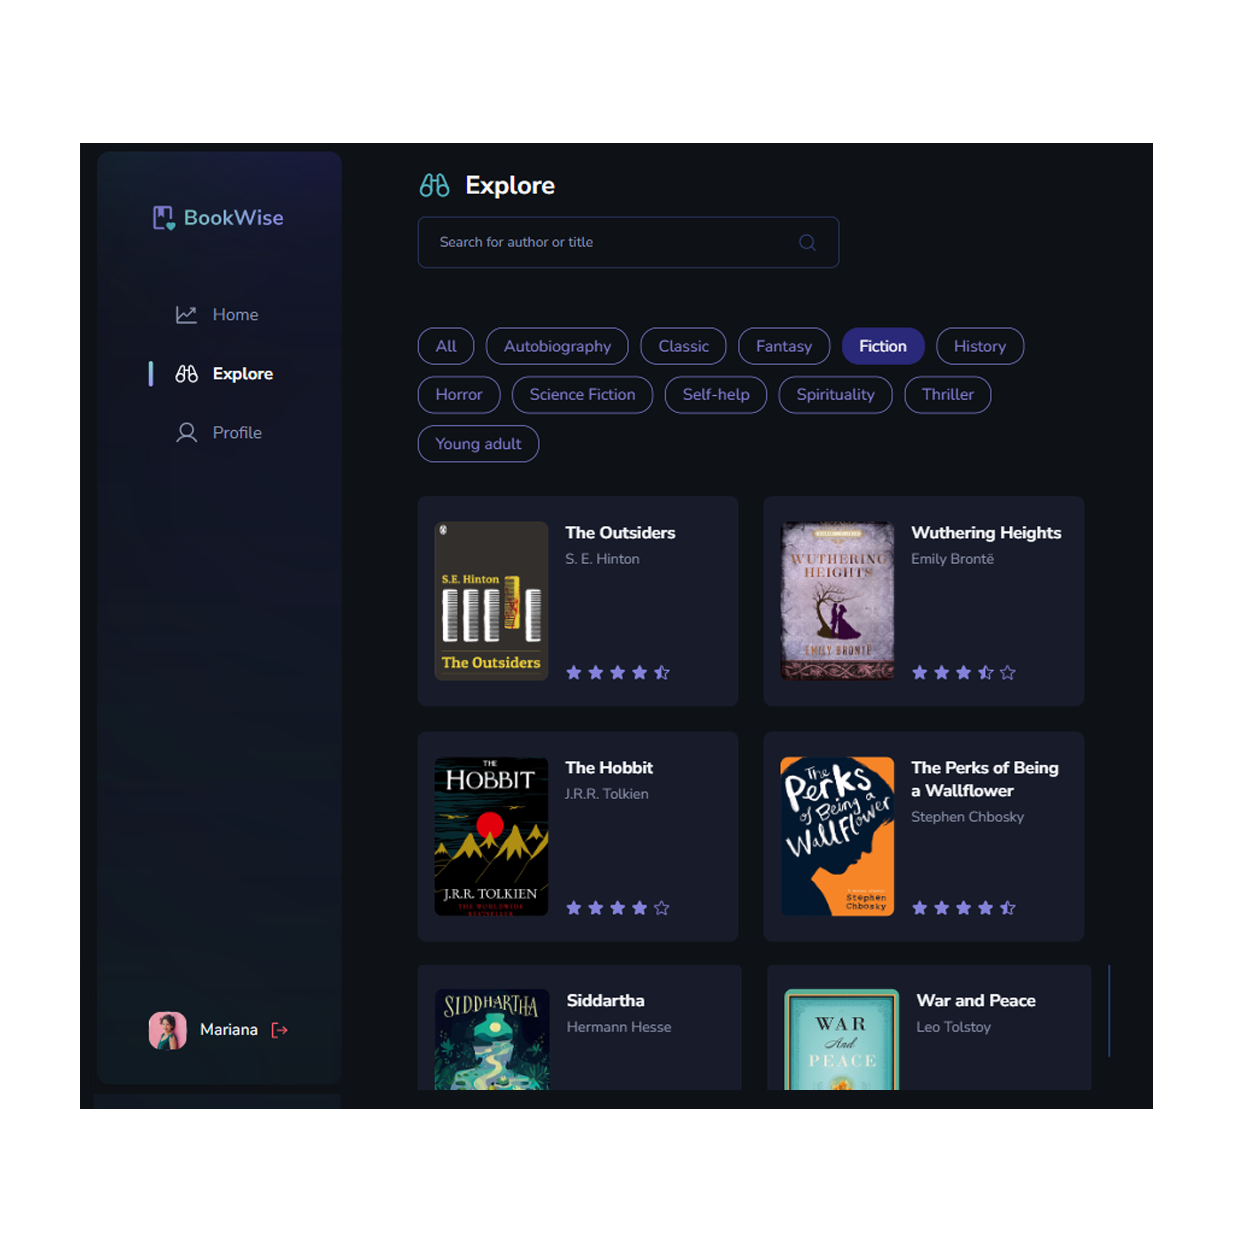 BookWise
Home
Explore
Profile
Mariana
Explore
Search for author or title
All
Autobiography
Classic
Fantasy
Fiction
History
Horror
Science Fiction
Self-help
Spirituality
Thriller
Young adult
S.E. Hinton
The Outsiders
The Outsiders
S. E. Hinton
WUTHERING
HEIGHTS
EMILY BRONTË
Wuthering Heights
Emily Brontë
THE
HOBBIT
J.R.R. TOLKIEN
THE WORLDWIDE
BESTSELLER
The Hobbit
J.R.R. Tolkien
The
Perks
of Being a
WallFlower
Stephen
Chbosky
The Perks of Being
a Wallflower
Stephen Chbosky
SIDDHARTHA
Siddartha
Hermann Hesse
WAR
And
PEACE
War and Peace
Leo Tolstoy